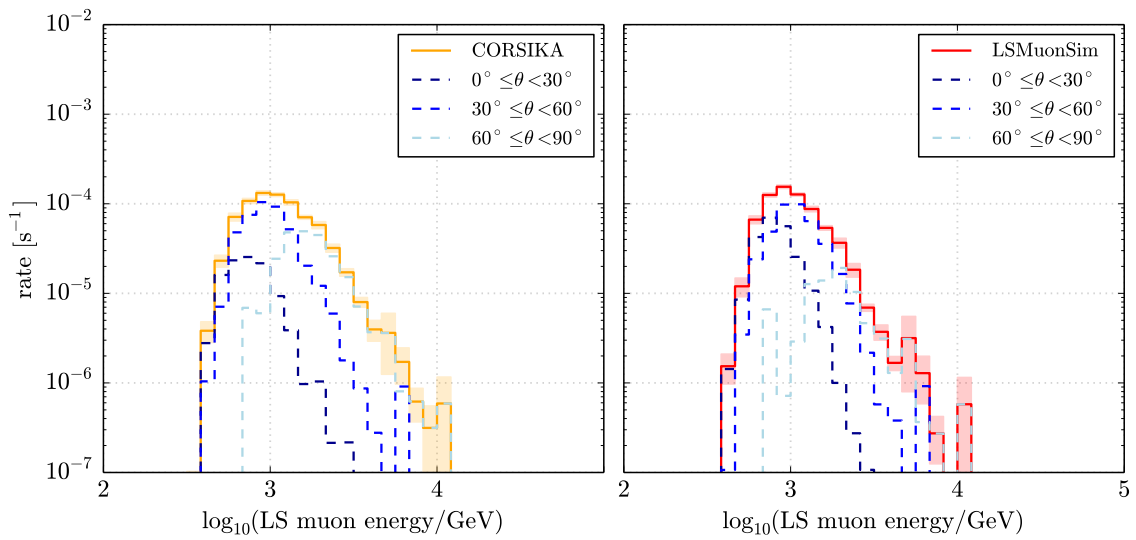 10⁻²
10⁻³
10⁻⁴
10⁻⁵
10⁻⁶
10⁻⁷
rate [s⁻¹]
CORSIKA
0° ≤θ<30°
30° ≤θ<60°
60° ≤θ<90°
2
3
4
log₁₀(LS muon energy/GeV)
LSMuonSim
0° ≤θ<30°
30° ≤θ<60°
60° ≤θ<90°
2
3
4
5
log₁₀(LS muon energy/GeV)